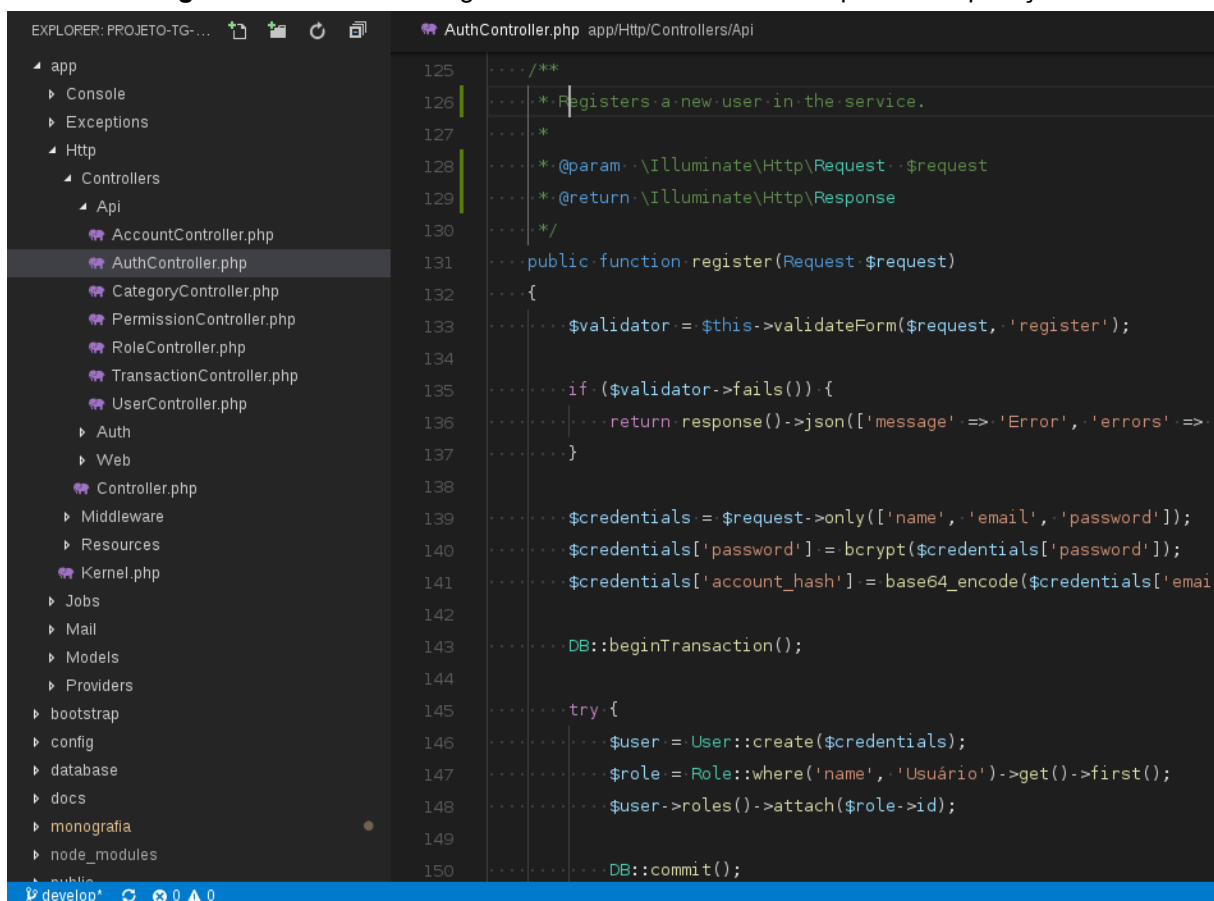 EXPLORER: PROJETO-TG-...
app
Console
Exceptions
Http
Controllers
Api
AccountController.php
AuthController.php
CategoryController.php
PermissionController.php
RoleController.php
TransactionController.php
UserController.php
Auth
Web
Controller.php
Middleware
Resources
Kernel.php
Jobs
Mail
Models
Providers
bootstrap
config
database
docs
monografia
node_modules
develop* 0 0
AuthController.php app/Http/Controllers/Api
125 /**
126 * Registers a new user in the service.
127 *
128 * @param  \Illuminate\Http\Request  $request
129 * @return \Illuminate\Http\Response
130 */
131 public function register(Request $request)
132 {
133 $validator = $this->validateForm($request, 'register');
134
135 if ($validator->fails()) {
136 return response()->json(['message' => 'Error', 'errors' =>
137 }
138
139 $credentials = $request->only(['name', 'email', 'password']);
140 $credentials['password'] = bcrypt($credentials['password']);
141 $credentials['account_hash'] = base64_encode($credentials['emai
142
143 DB::beginTransaction();
144
145 try {
146 $user = User::create($credentials);
147 $role = Role::where('name', 'Usuário')->get()->first();
148 $user->roles()->attach($role->id);
149
150 DB::commit();